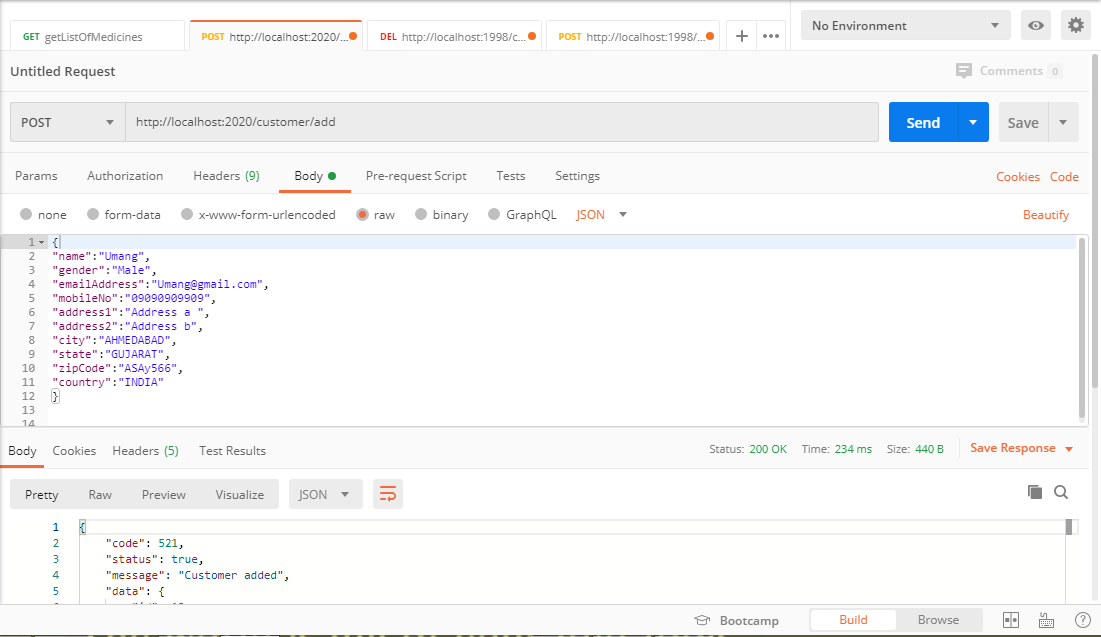 GET getListOfMedicines
POST http://localhost:2020/...
DEL http://localhost:1998/c...
POST http://localhost:1998/...
No Environment
Untitled Request
Comments 0
POST http://localhost:2020/customer/add Send Save
Params Authorization Headers (9) Body Pre-request Script Tests Settings Cookies Code
none form-data x-www-form-urlencoded raw binary GraphQL JSON Beautify
1 {
2 "name":"Umang",
3 "gender":"Male",
4 "emailAddress":"Umang@gmail.com",
5 "mobileNo":"09090909909",
6 "address1":"Address a ",
7 "address2":"Address b",
8 "city":"AHMEDABAD",
9 "state":"GUJARAT",
10 "zipCode":"ASAy566",
11 "country":"INDIA"
12 }
13
14
Body Cookies Headers (5) Test Results Status: 200 OK Time: 234 ms Size: 440 B Save Response
Pretty Raw Preview Visualize JSON
1 {
2 "code": 521,
3 "status": true,
4 "message": "Customer added",
5 "data": {
Bootcamp Build Browse